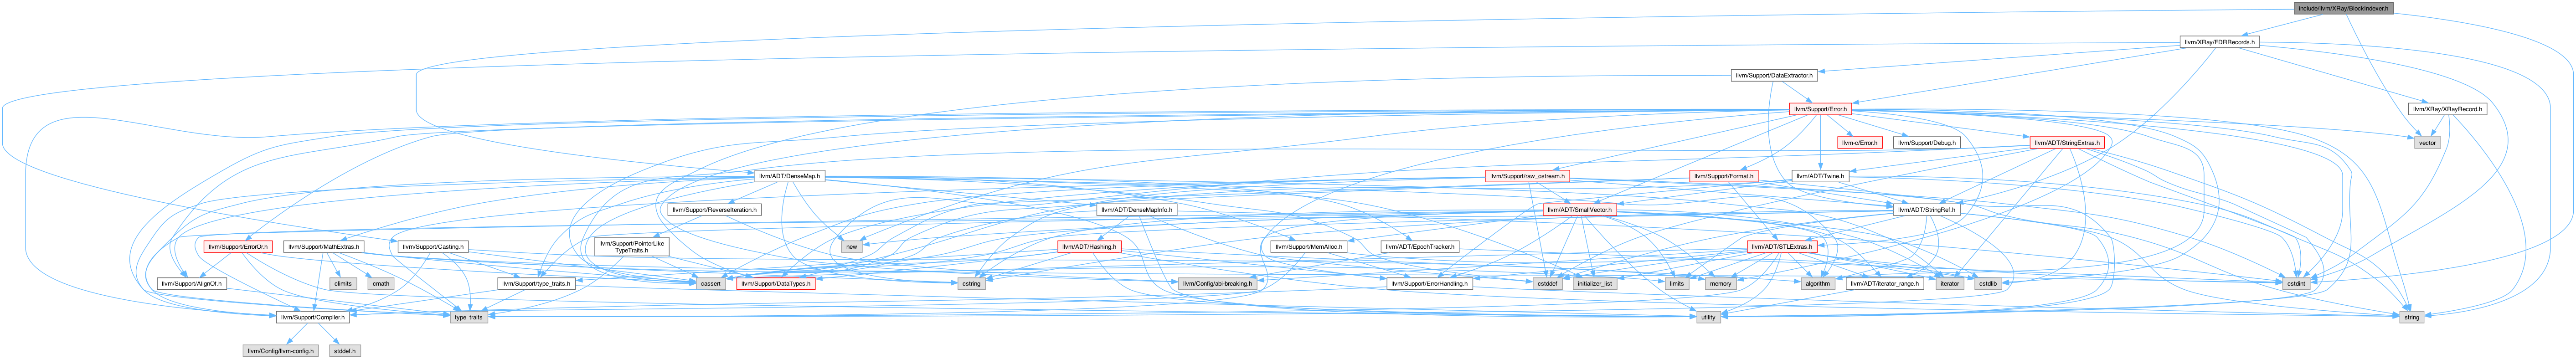 include/llvm/XRay/BlockIndexer.h
llvm/XRay/FDRRecords.h
llvm/Support/DataExtractor.h
llvm/Support/Error.h
llvm/XRay/XRayRecord.h
llvm-c/Error.h
llvm/Support/Debug.h
llvm/ADT/StringExtras.h
vector
llvm/ADT/DenseMap.h
llvm/Support/raw_ostream.h
llvm/Support/Format.h
llvm/ADT/Twine.h
llvm/Support/ReverseIteration.h
llvm/ADT/DenseMapInfo.h
llvm/ADT/SmallVector.h
llvm/ADT/StringRef.h
llvm/Support/ErrorOr.h
llvm/Support/MathExtras.h
llvm/Support/Casting.h
llvm/Support/PointerLike
TypeTraits.h
new
llvm/ADT/Hashing.h
llvm/Support/MemAlloc.h
llvm/ADT/EpochTracker.h
llvm/ADT/STLExtras.h
llvm/Support/AlignOf.h
climits
cmath
llvm/Support/type_traits.h
cassert
llvm/Support/DataTypes.h
cstring
llvm/Config/abi-breaking.h
llvm/Support/ErrorHandling.h
cstddef
initializer_list
limits
memory
algorithm
llvm/ADT/iterator_range.h
iterator
cstdlib
cstdint
llvm/Support/Compiler.h
type_traits
utility
string
llvm/Config/llvm-config.h
stddef.h